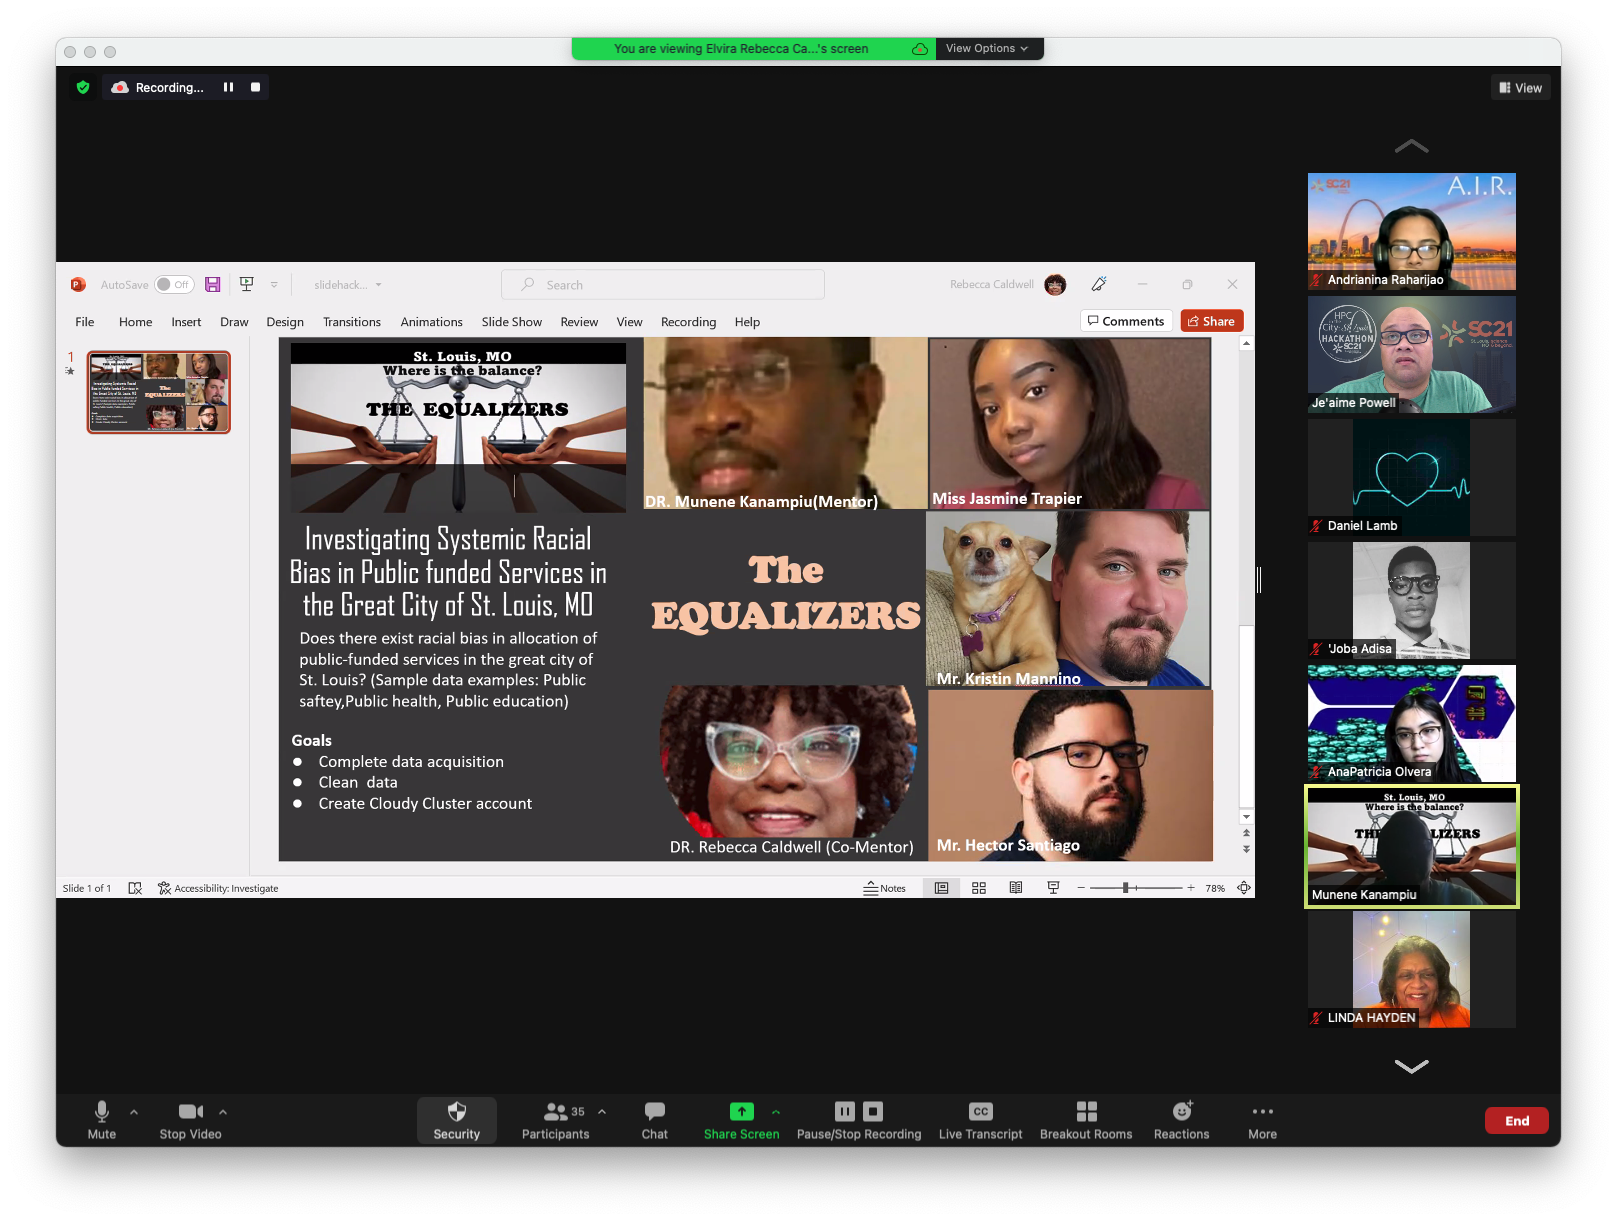 You are viewing Elvira Rebecca Ca...'s screen
View Options
Recording...
View
AutoSave
Off
slidehack...
Search
Rebecca Caldwell
File Home Insert Draw Design Transitions Animations Slide Show Review View Recording Help
Comments
Share
1
St. Louis, MO
Where is the balance?
THE EQUALIZERS
Investigating Systemic Racial
Bias in Public funded Services in
the Great City of St. Louis, MO
Does there exist racial bias in allocation of
public-funded services in the great city of
St. Louis? (Sample data examples: Public
saftey,Public health, Public education)
Goals
● Complete data acquisition
● Clean data
● Create Cloudy Cluster account
DR. Munene Kanampiu(Mentor)
Miss Jasmine Trapier
The
EQUALIZERS
Mr. Kristin Mannino
DR. Rebecca Caldwell (Co-Mentor)
Mr. Hector Santiago
Slide 1 of 1
Accessibility: Investigate
Notes
78%
SC21
A.I.R.
Andrianina Raharijao
HPC
City: St. Louis
HACKATHON
SC21
SC21
Je'aime Powell
Daniel Lamb
'Joba Adisa
AnaPatricia Olvera
St. Louis, MO
Where is the balance?
Munene Kanampiu
LINDA HAYDEN
Mute
Stop Video
Security
35
Participants
Chat
Share Screen
Pause/Stop Recording
CC
Live Transcript
Breakout Rooms
Reactions
More
End